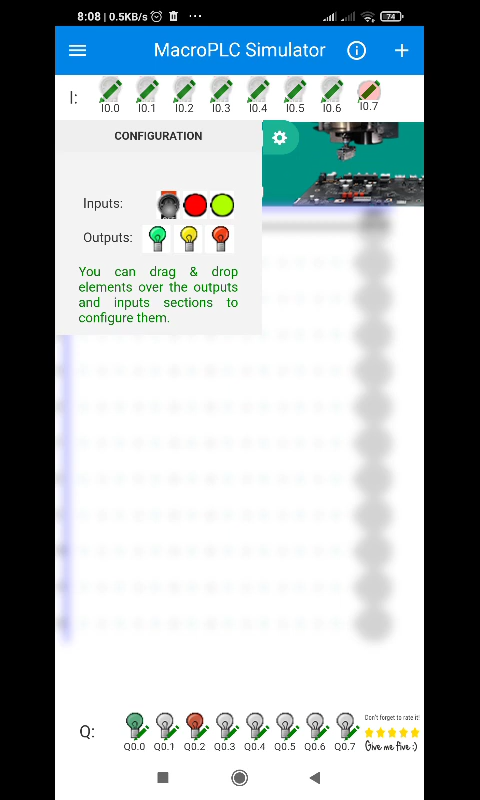 8:08 | 0.5KB/s ... 74
MacroPLC Simulator
I:
I0.0 I0.1 I0.2 I0.3 I0.4 I0.5 I0.6 I0.7
CONFIGURATION
Inputs:
Outputs:
You can drag & drop
elements over the outputs
and inputs sections to
configure them.
Don't forget to rate it!
Q:
Q0.0 Q0.1 Q0.2 Q0.3 Q0.4 Q0.5 Q0.6 Q0.7
Give me five :)